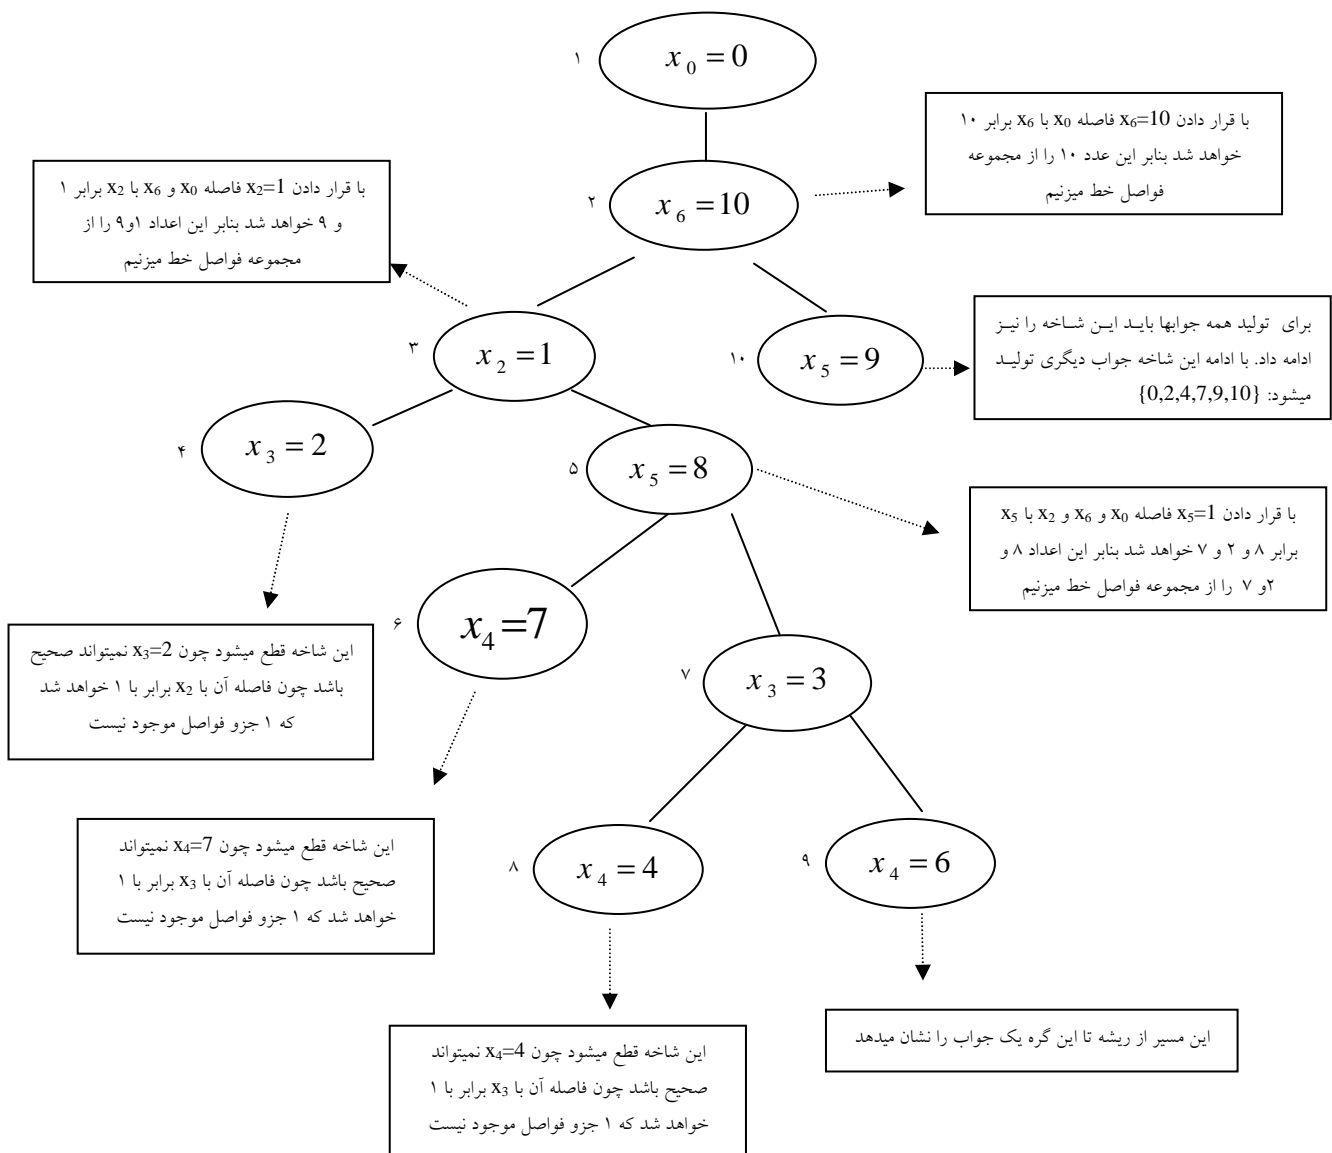 ۱
x₀ = 0
با قرار دادن x₆=10 فاصله x₀ با x₆ برابر ۱۰
خواهد شد بنابر این عدد ۱۰ را از مجموعه
فواصل خط میزنیم
۲
x₆ = 10
با قرار دادن x₂=1 فاصله x₀ و x₆ با x₂ برابر ۱
و ۹ خواهد شد بنابر این اعداد ۱و۹ را از
مجموعه فواصل خط میزنیم
۳
x₂ = 1
۱۰
x₅ = 9
برای تولید همه جوابها باید این شاخه را نیز
ادامه داد. با ادامه این شاخه جواب دیگری تولید
میشود: {0,2,4,7,9,10}
۴
x₃ = 2
۵
x₅ = 8
با قرار دادن x₅=1 فاصله x₀ و x₆ و x₂ با x₅
برابر ۸ و ۲ و ۷ خواهد شد بنابر این اعداد ۸ و
۲و ۷ را از مجموعه فواصل خط میزنیم
این شاخه قطع میشود چون x₃=2 نمیتواند صحیح
باشد چون فاصله آن با x₂ برابر با ۱ خواهد شد
که ۱ جزو فواصل موجود نیست
۶
x₄ =7
۷
x₃ = 3
این شاخه قطع میشود چون x₄=7 نمیتواند
صحیح باشد چون فاصله آن با x₃ برابر با ۱
خواهد شد که ۱ جزو فواصل موجود نیست
۸
x₄ = 4
۹
x₄ = 6
این شاخه قطع میشود چون x₄=4 نمیتواند
صحیح باشد چون فاصله آن با x₃ برابر با ۱
خواهد شد که ۱ جزو فواصل موجود نیست
این مسیر از ریشه تا این گره یک جواب را نشان میدهد